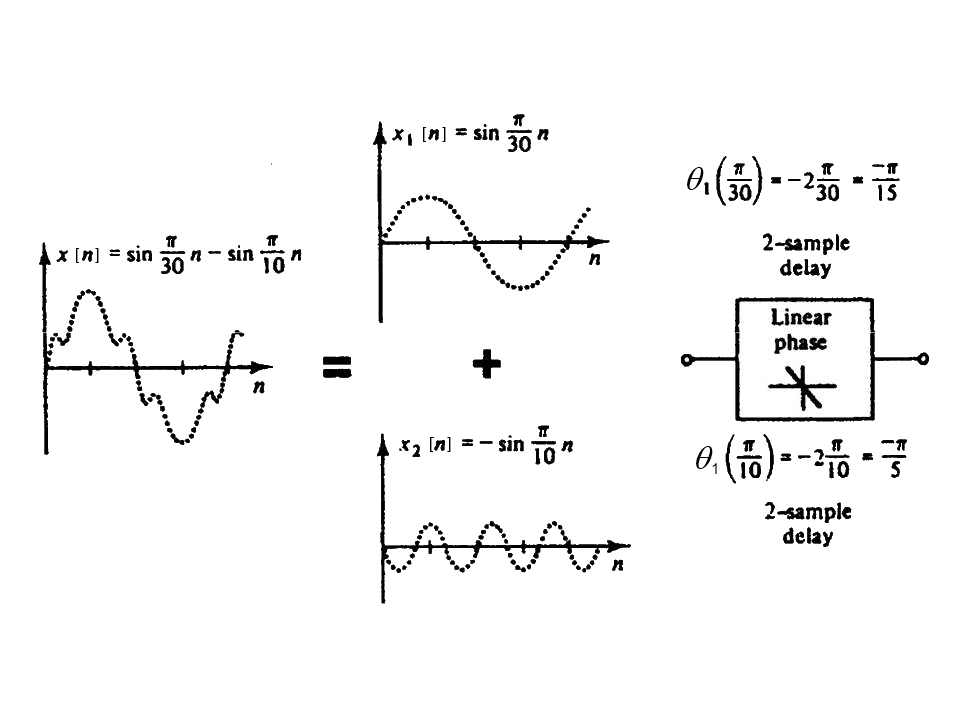 x [n] = sin π/30 n − sin π/10 n
n
=
x₁ [n] = sin π/30 n
n
+
x₂ [n] = − sin π/10 n
n
θ₁(π/30) = −2 π/30 = −π/15
2-sample
delay
Linear
phase
θ₁(π/10) = −2 π/10 = −π/5
2-sample
delay